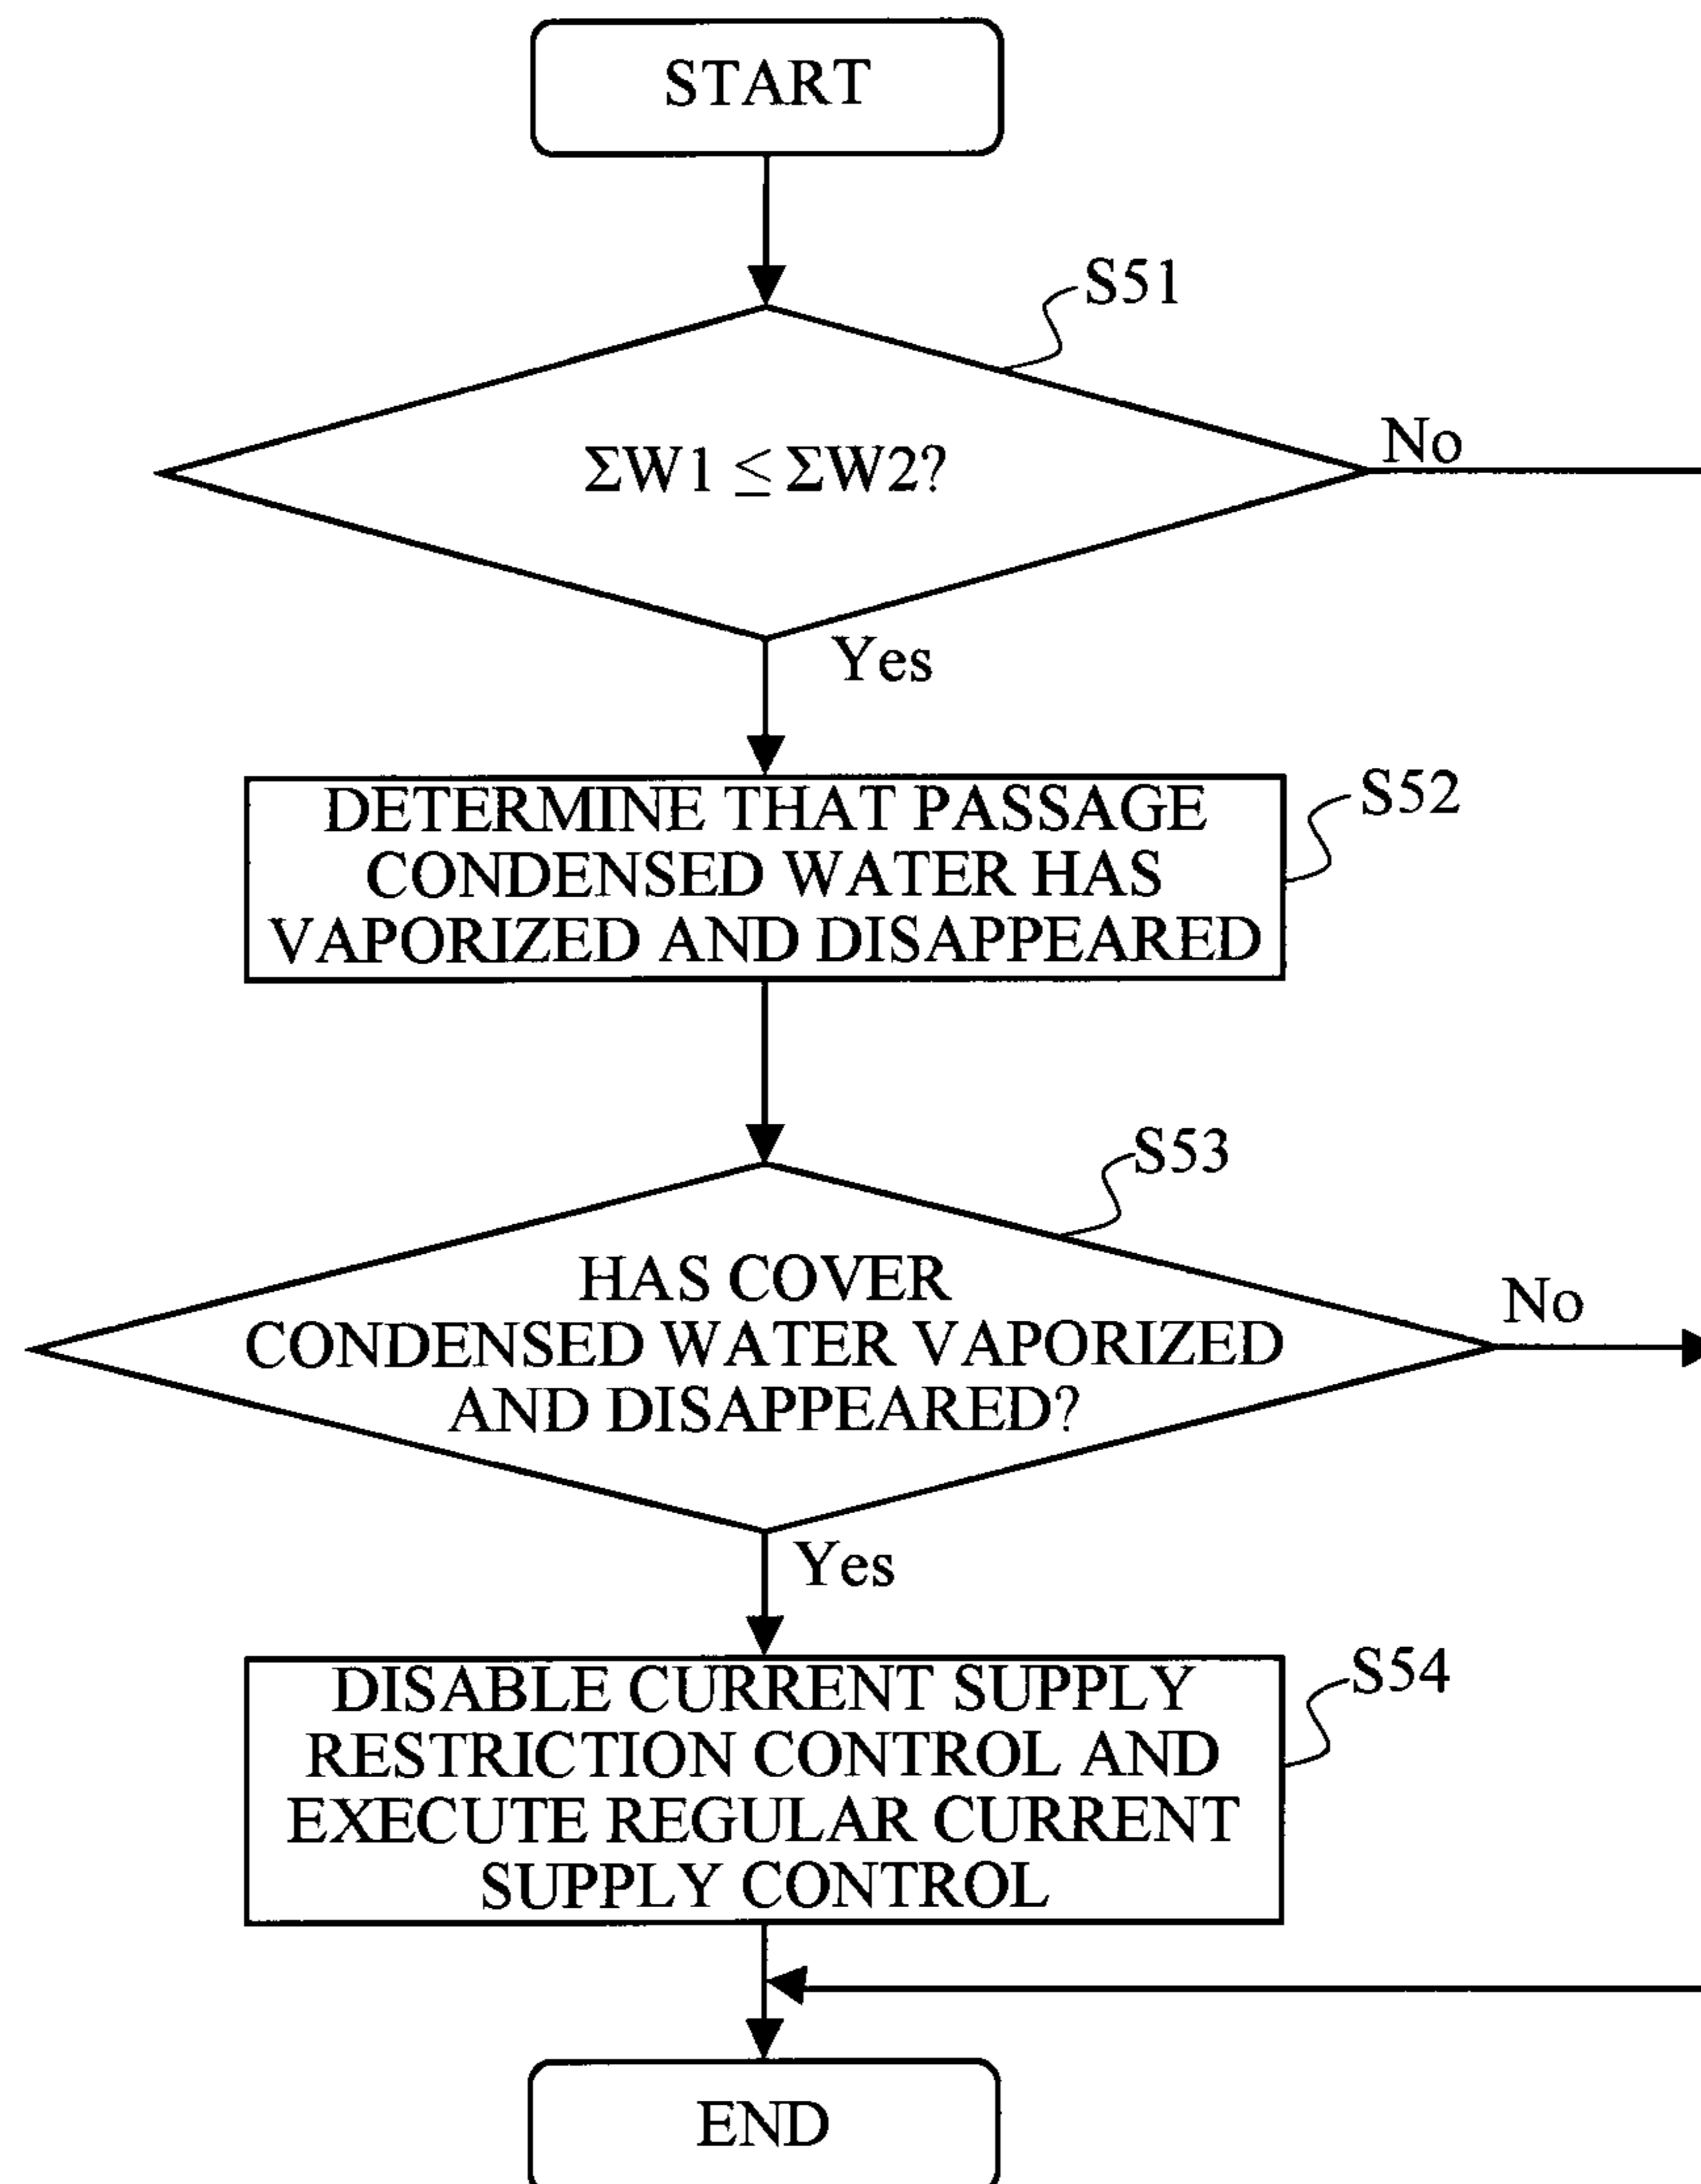 START
S51
ΣW1 ≤ ΣW2?
No
Yes
S52
DETERMINE THAT PASSAGE
CONDENSED WATER HAS
VAPORIZED AND DISAPPEARED
S53
HAS COVER
CONDENSED WATER VAPORIZED
AND DISAPPEARED?
No
Yes
S54
DISABLE CURRENT SUPPLY
RESTRICTION CONTROL AND
EXECUTE REGULAR CURRENT
SUPPLY CONTROL
END